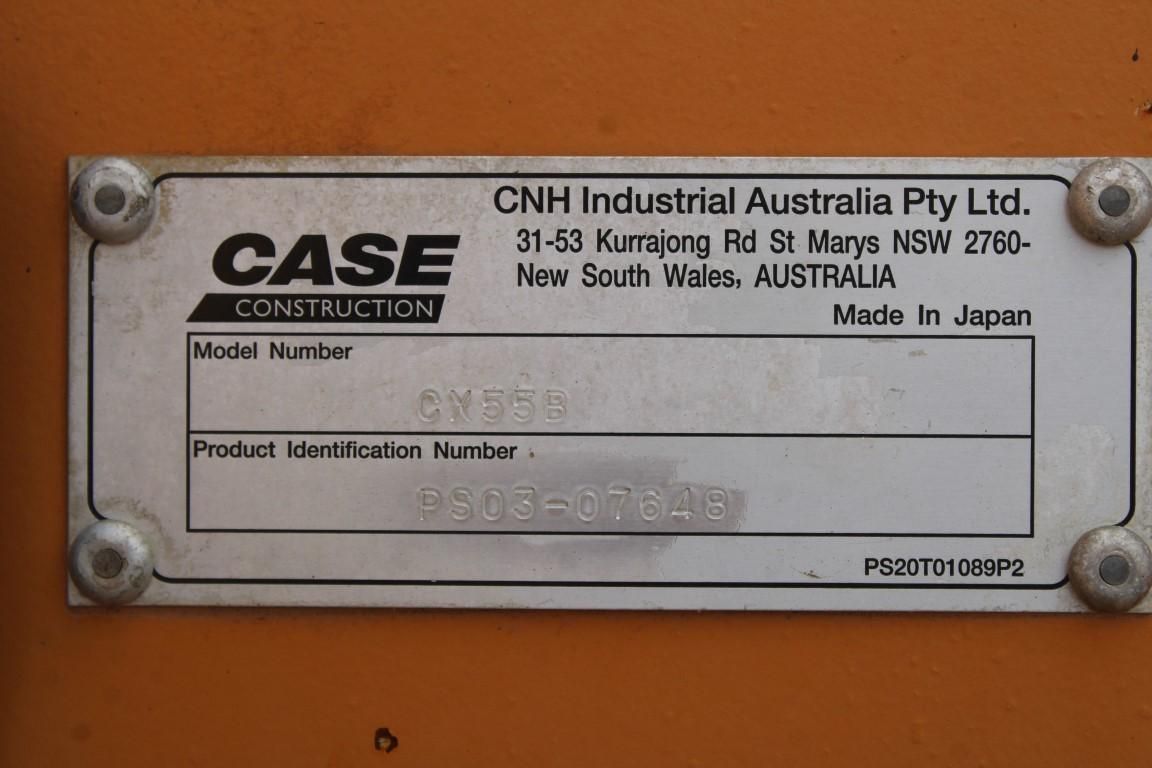 CASE
CONSTRUCTION
CNH Industrial Australia Pty Ltd.
31-53 Kurrajong Rd St Marys NSW 2760-
New South Wales, AUSTRALIA
Made In Japan
Model Number
CX55B
Product Identification Number
PS03-07648
PS20T01089P2